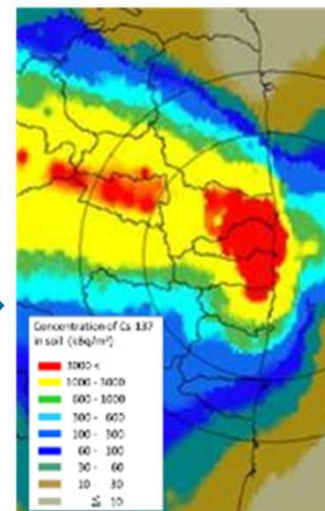 Concentration of Cs-137
in soil (kBq/m²)
3000 <
1000 - 3000
600 - 1000
300 - 600
100 - 300
60 - 100
30 - 60
10 - 30
≦ 10